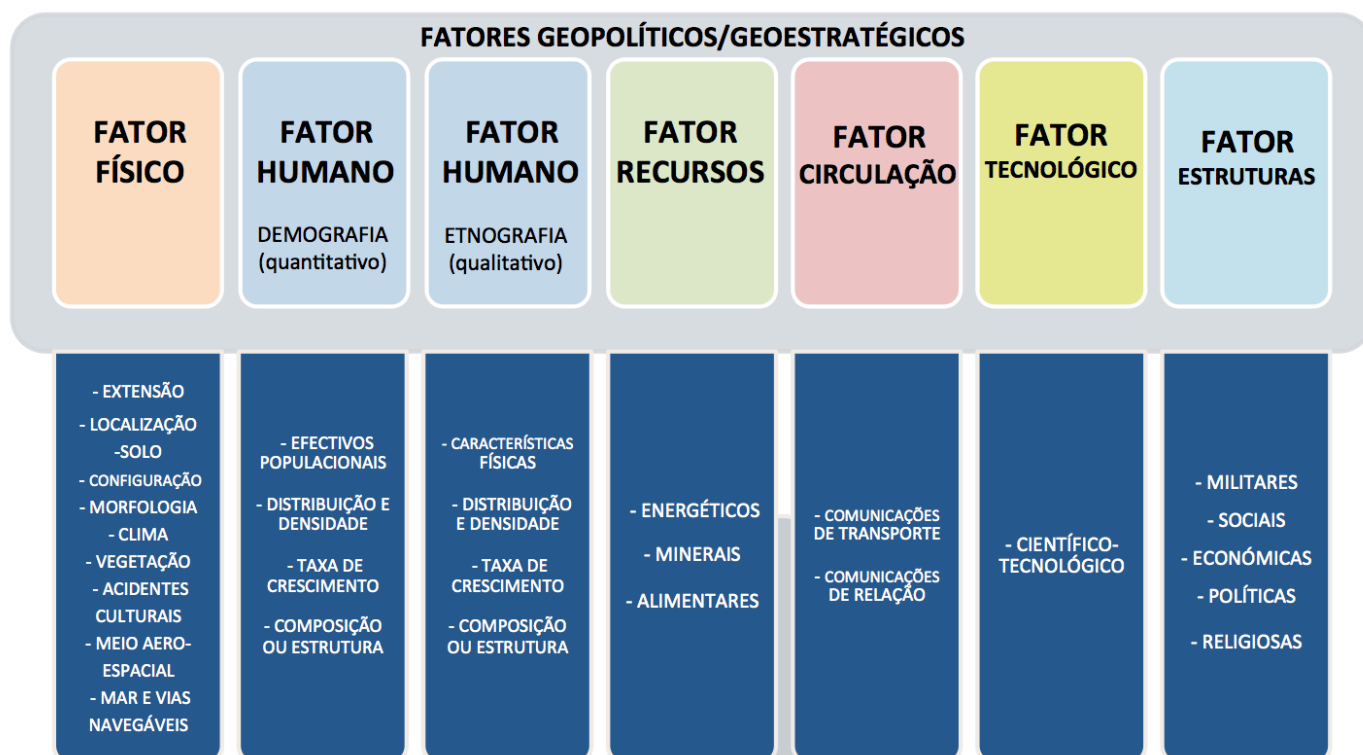 FATORES GEOPOLÍTICOS/GEOESTRATÉGICOS
FATOR
FÍSICO
FATOR
HUMANO
DEMOGRAFIA
(quantitativo)
FATOR
HUMANO
ETNOGRAFIA
(qualitativo)
FATOR
RECURSOS
FATOR
CIRCULAÇÃO
FATOR
TECNOLÓGICO
FATOR
ESTRUTURAS
- EXTENSÃO
- LOCALIZAÇÃO
-SOLO
- CONFIGURAÇÃO
- MORFOLOGIA
- CLIMA
- VEGETAÇÃO
- ACIDENTES
CULTURAIS
- MEIO AERO-
ESPACIAL
- MAR E VIAS
NAVEGÁVEIS
- EFECTIVOS
POPULACIONAIS
- DISTRIBUIÇÃO E
DENSIDADE
- TAXA DE
CRESCIMENTO
- COMPOSIÇÃO
OU ESTRUTURA
- CARACTERÍSTICAS
FÍSICAS
- DISTRIBUIÇÃO
E DENSIDADE
- TAXA DE
CRESCIMENTO
- COMPOSIÇÃO
OU ESTRUTURA
- ENERGÉTICOS
- MINERAIS
- ALIMENTARES
- COMUNICAÇÕES
DE TRANSPORTE
- COMUNICAÇÕES
DE RELAÇÃO
- CIENTÍFICO-
TECNOLÓGICO
- MILITARES
- SOCIAIS
- ECONÓMICAS
- POLÍTICAS
- RELIGIOSAS